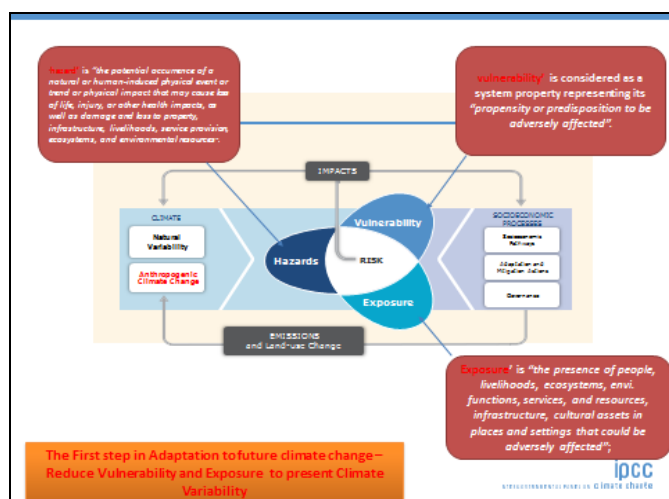 hazard' is "the potential occurrence of a
natural or human-induced physical event or
trend or physical impact that may cause loss
of life, injury, or other health impacts, as
well as damage and loss to property,
infrastructure, livelihoods, service provision,
ecosystems, and environmental resources".
vulnerability' is considered as a
system property representing its
"propensity or predisposition to be
adversely affected".
IMPACTS
CLIMATE
Natural
Variability
Anthropogenic
Climate Change
Vulnerability
Hazards
RISK
Exposure
SOCIOECONOMIC
PROCESSES
Socioeconomic
Pathways
Adaptation and
Mitigation Actions
Governance
EMISSIONS
and Land-use Change
Exposure' is "the presence of people,
livelihoods, ecosystems, envi.
functions, services, and resources,
infrastructure, cultural assets in
places and settings that could be
adversely affected";
The First step in Adaptation to future climate change –
Reduce Vulnerability and Exposure to present Climate
Variability
ipcc
INTERGOVERNMENTAL PANEL ON climate change